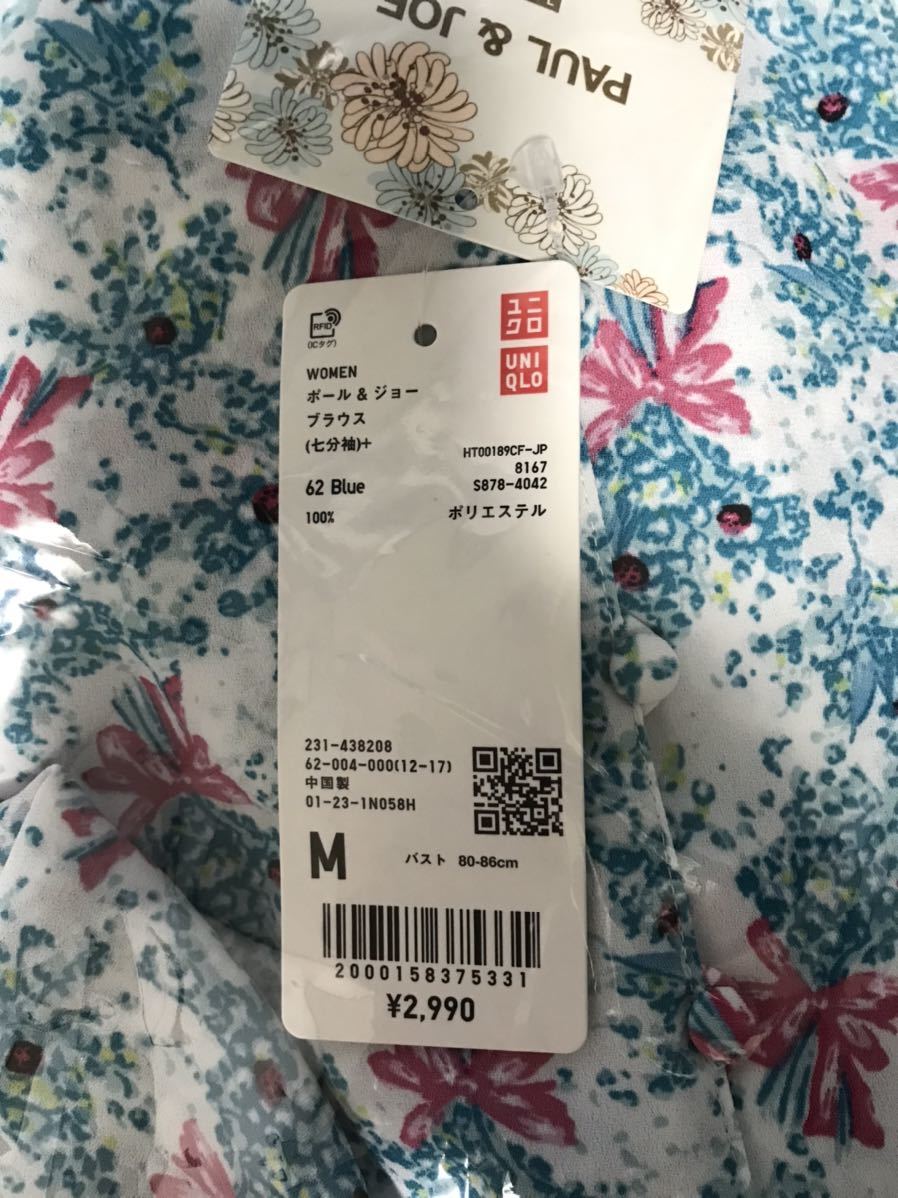 PAUL & JOE
RFID
(ICタグ)
ユニ
クロ
UNI
QLO
WOMEN
ポール & ジョー
ブラウス
(七分袖)+
HT00189CF-JP
8167
62 Blue
S878-4042
100%
ポリエステル
231-438208
62-004-000(12-17)
中国製
01-23-1N058H
M
バスト 80-86cm
2000158375331
¥2,990